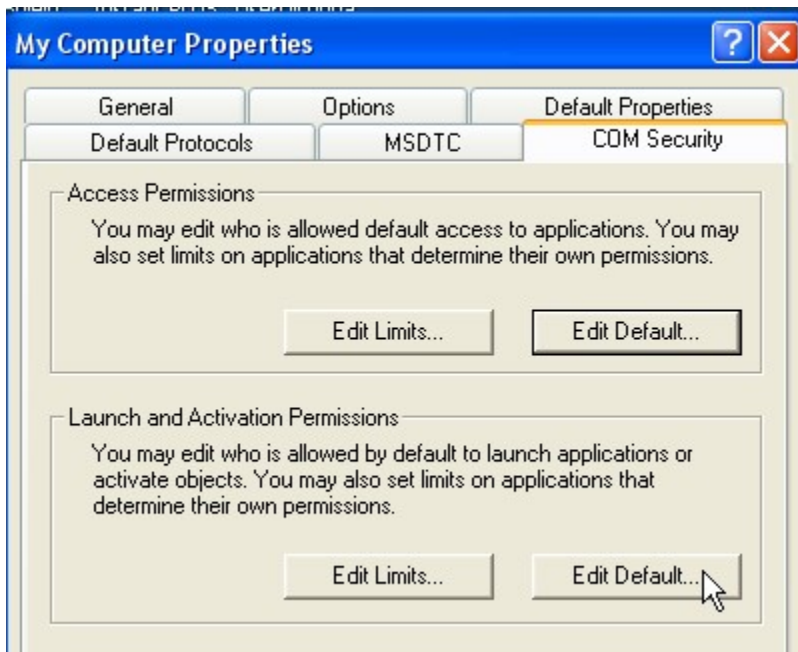 My Computer Properties
General Options Default Properties
Default Protocols MSDTC COM Security
Access Permissions
You may edit who is allowed default access to applications. You may
also set limits on applications that determine their own permissions.
Edit Limits... Edit Default...
Launch and Activation Permissions
You may edit who is allowed by default to launch applications or
activate objects. You may also set limits on applications that
determine their own permissions.
Edit Limits... Edit Default...